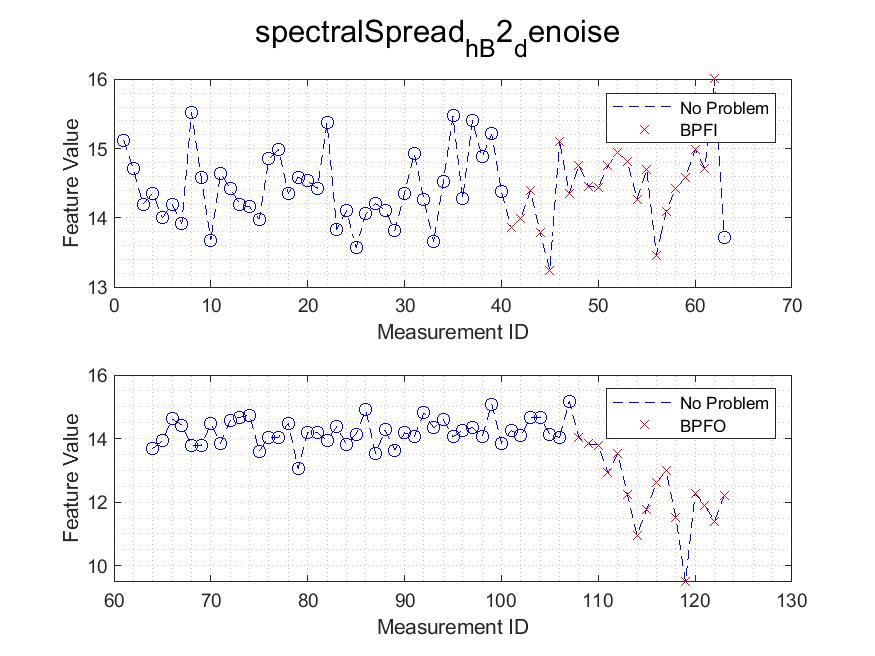 spectralSpread_hB2_denoise
16
15
14
13
Feature Value
No Problem
BPFI
0 10 20 30 40 50 60 70
Measurement ID
16
14
12
10
Feature Value
No Problem
BPFO
60 70 80 90 100 110 120 130
Measurement ID